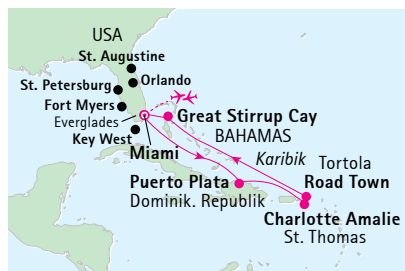 USA
St. Augustine
Orlando
St. Petersburg
Fort Myers
Everglades
Key West
Miami
Great Stirrup Cay
BAHAMAS
Karibik
Tortola
Road Town
Puerto Plata
Dominik. Republik
Charlotte Amalie
St. Thomas